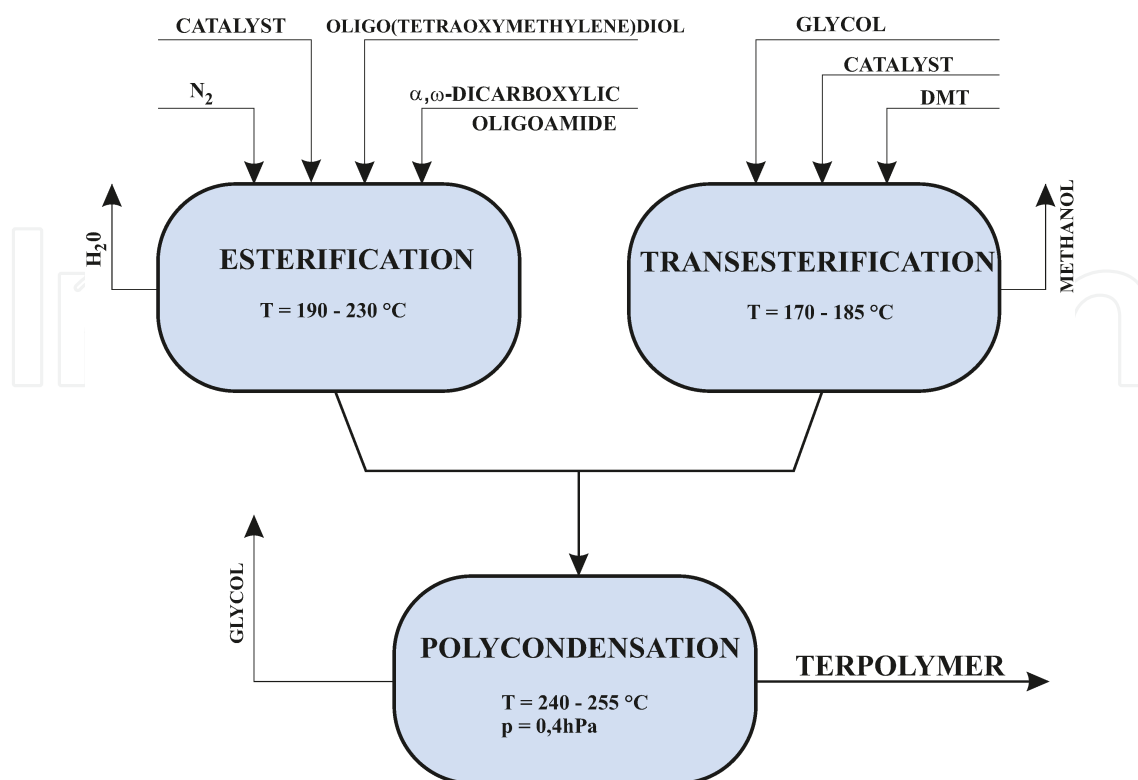 CATALYST
OLIGO(TETRAOXYMETHYLENE)DIOL
N2
α,ω-DICARBOXYLIC
OLIGOAMIDE
GLYCOL
CATALYST
DMT
H20
ESTERIFICATION
T = 190 - 230 °C
TRANSESTERIFICATION
T = 170 - 185 °C
METHANOL
GLYCOL
POLYCONDENSATION
T = 240 - 255 °C
p = 0,4hPa
TERPOLYMER